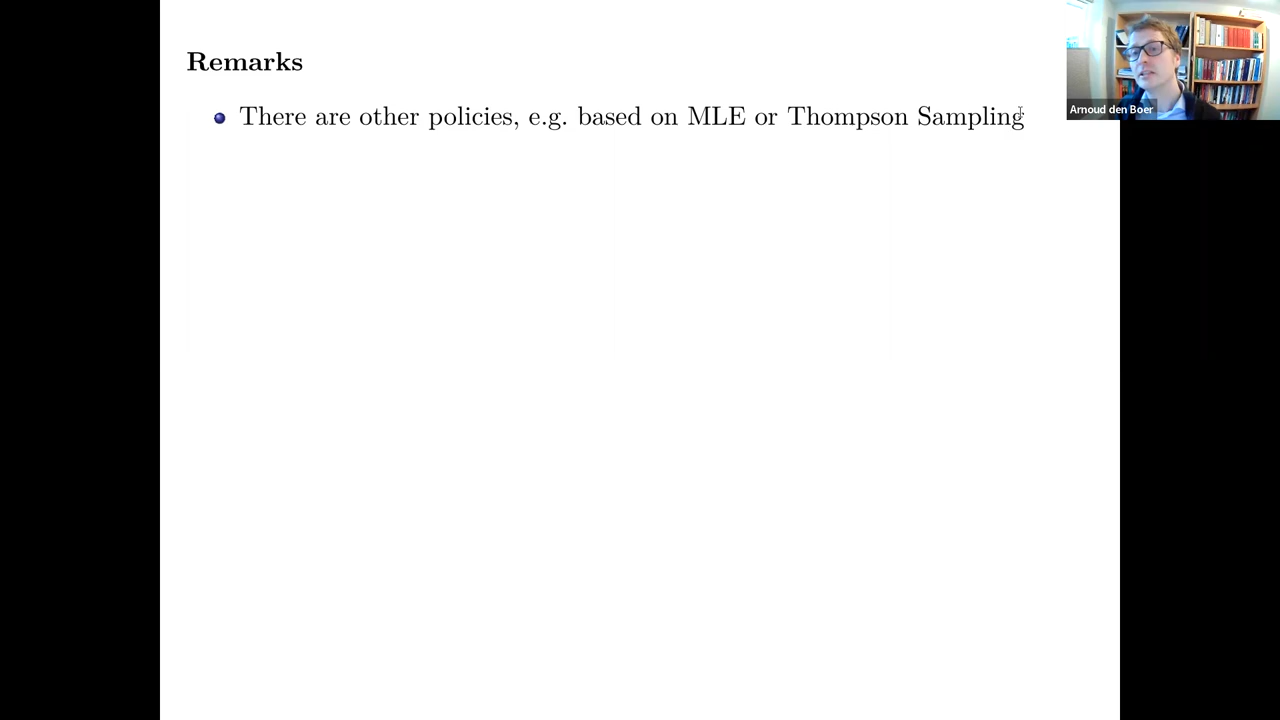 Remarks
There are other policies, e.g. based on MLE or Thompson Sampling
Arnoud den Boer